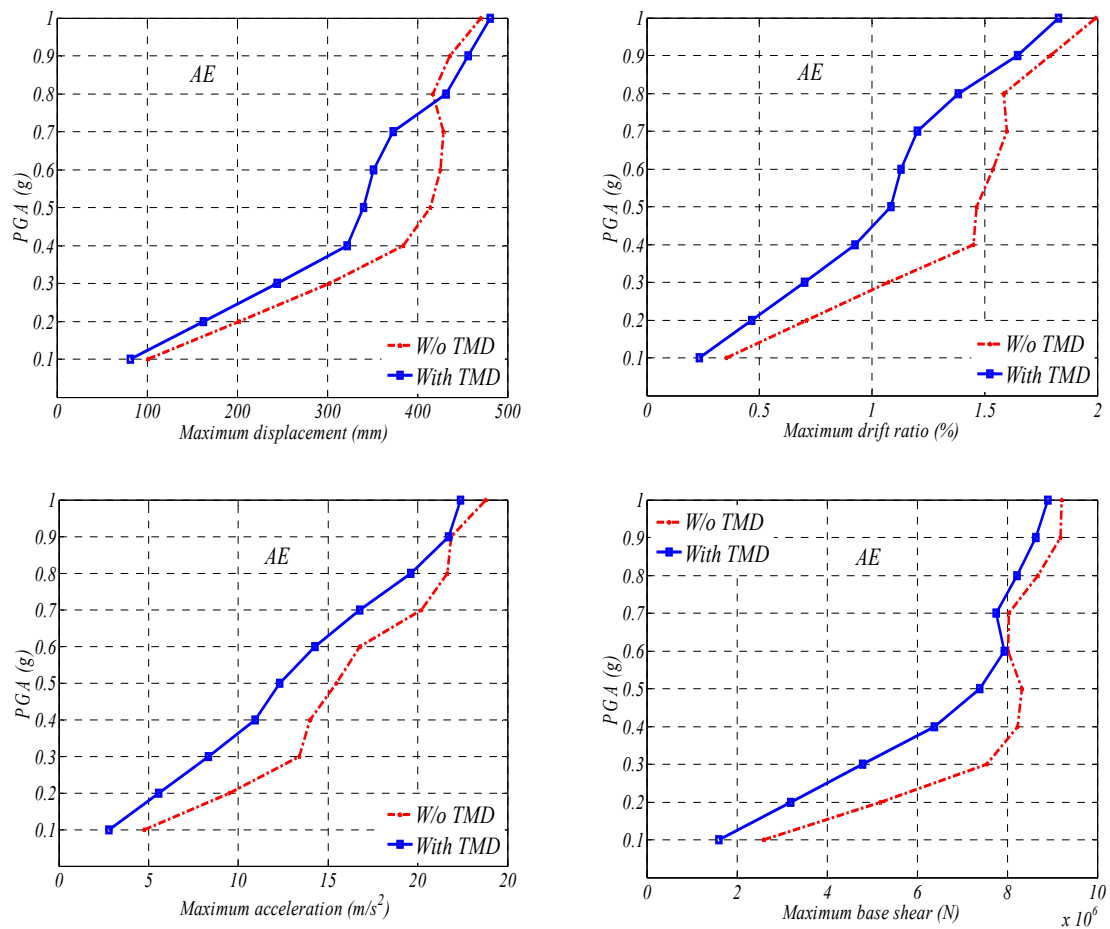 1
0.9
0.8
0.7
0.6
0.5
0.4
0.3
0.2
0.1
PGA (g)
AE
W/o TMD
With TMD
0 100 200 300 400 500
Maximum displacement (mm)
1
0.9
0.8
0.7
0.6
0.5
0.4
0.3
0.2
0.1
PGA (g)
AE
W/o TMD
With TMD
0 0.5 1 1.5 2
Maximum drift ratio (%)
1
0.9
0.8
0.7
0.6
0.5
0.4
0.3
0.2
0.1
PGA (g)
AE
W/o TMD
With TMD
0 5 10 15 20 20
Maximum acceleration (m/s²)
1
0.9
0.8
0.7
0.6
0.5
0.4
0.3
0.2
0.1
PGA (g)
W/o TMD
With TMD
AE
0 2 4 6 8 10
Maximum base shear (N)
x 10⁶